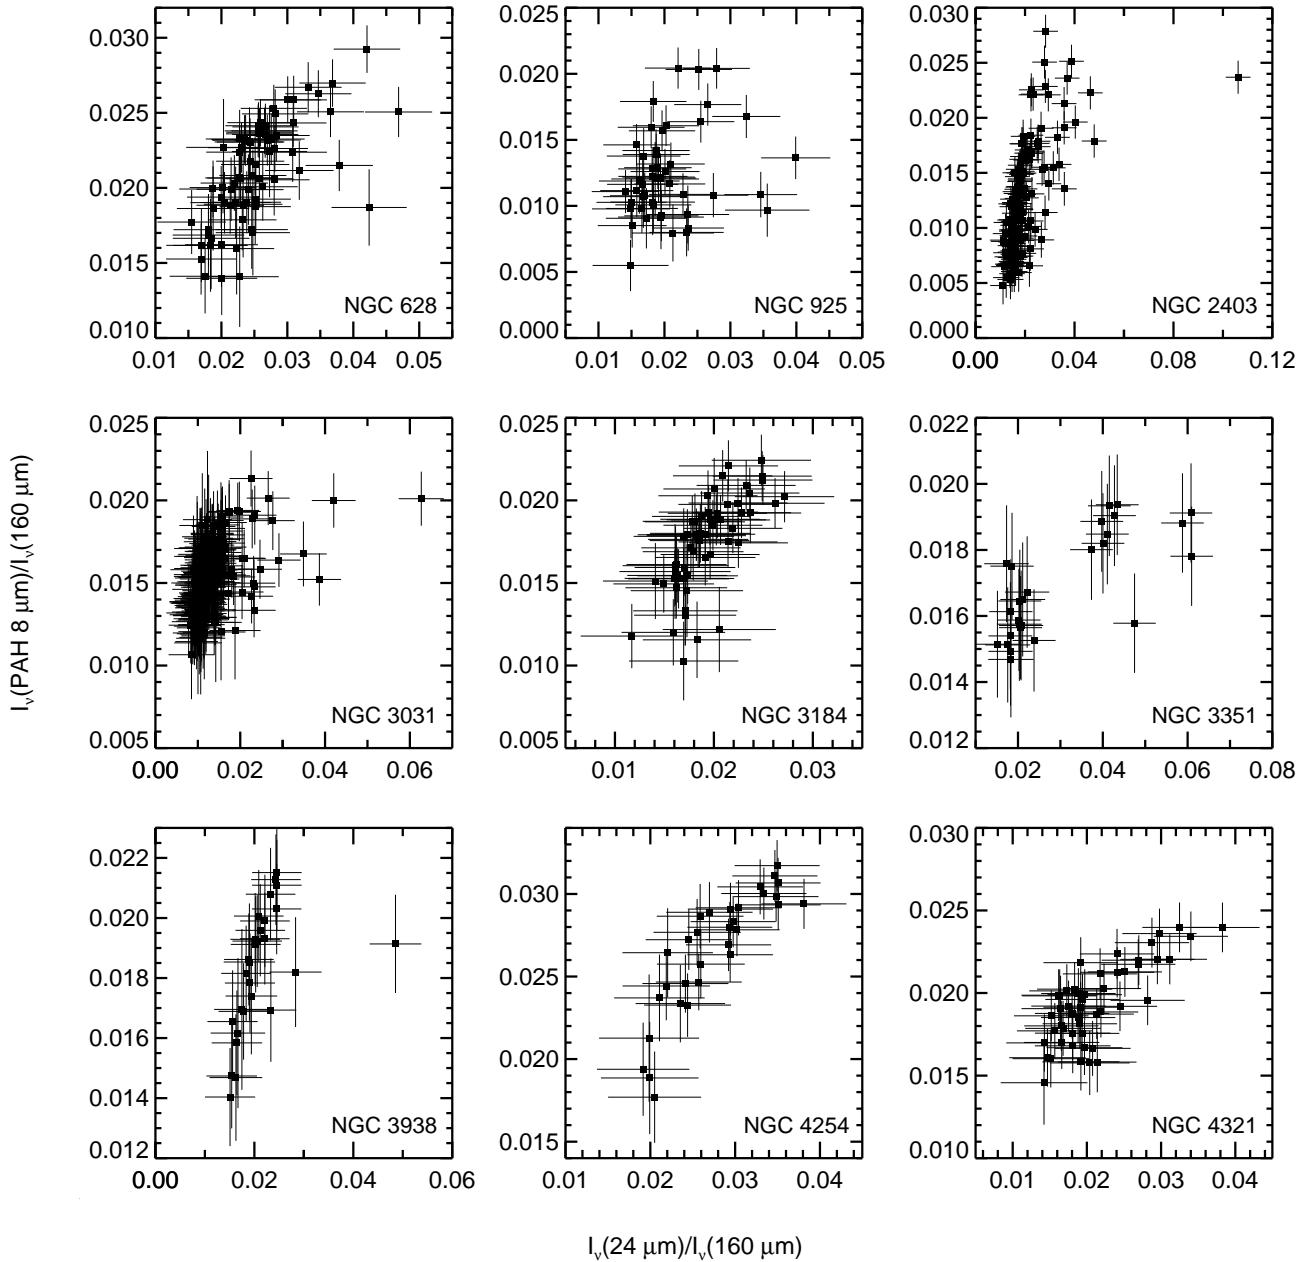 0.030
0.025
0.020
0.015
0.010
0.01 0.02 0.03 0.04 0.05
NGC 628
0.025
0.020
0.015
0.010
0.005
0.000
0.01 0.02 0.03 0.04 0.05
NGC 925
0.030
0.025
0.020
0.015
0.010
0.005
0.000
0.00 0.04 0.08 0.12
NGC 2403
0.025
0.020
0.015
0.010
0.005
0.00 0.02 0.04 0.06
NGC 3031
0.025
0.020
0.015
0.010
0.005
0.01 0.02 0.03
NGC 3184
0.022
0.020
0.018
0.016
0.014
0.012
0.02 0.04 0.06 0.08
NGC 3351
0.022
0.020
0.018
0.016
0.014
0.012
0.00 0.02 0.04 0.06
NGC 3938
0.030
0.025
0.020
0.015
0.01 0.02 0.03 0.04
NGC 4254
0.030
0.025
0.020
0.015
0.010
0.01 0.02 0.03 0.04
NGC 4321
Iν(PAH 8 μm)/Iν(160 μm)
Iν(24 μm)/Iν(160 μm)